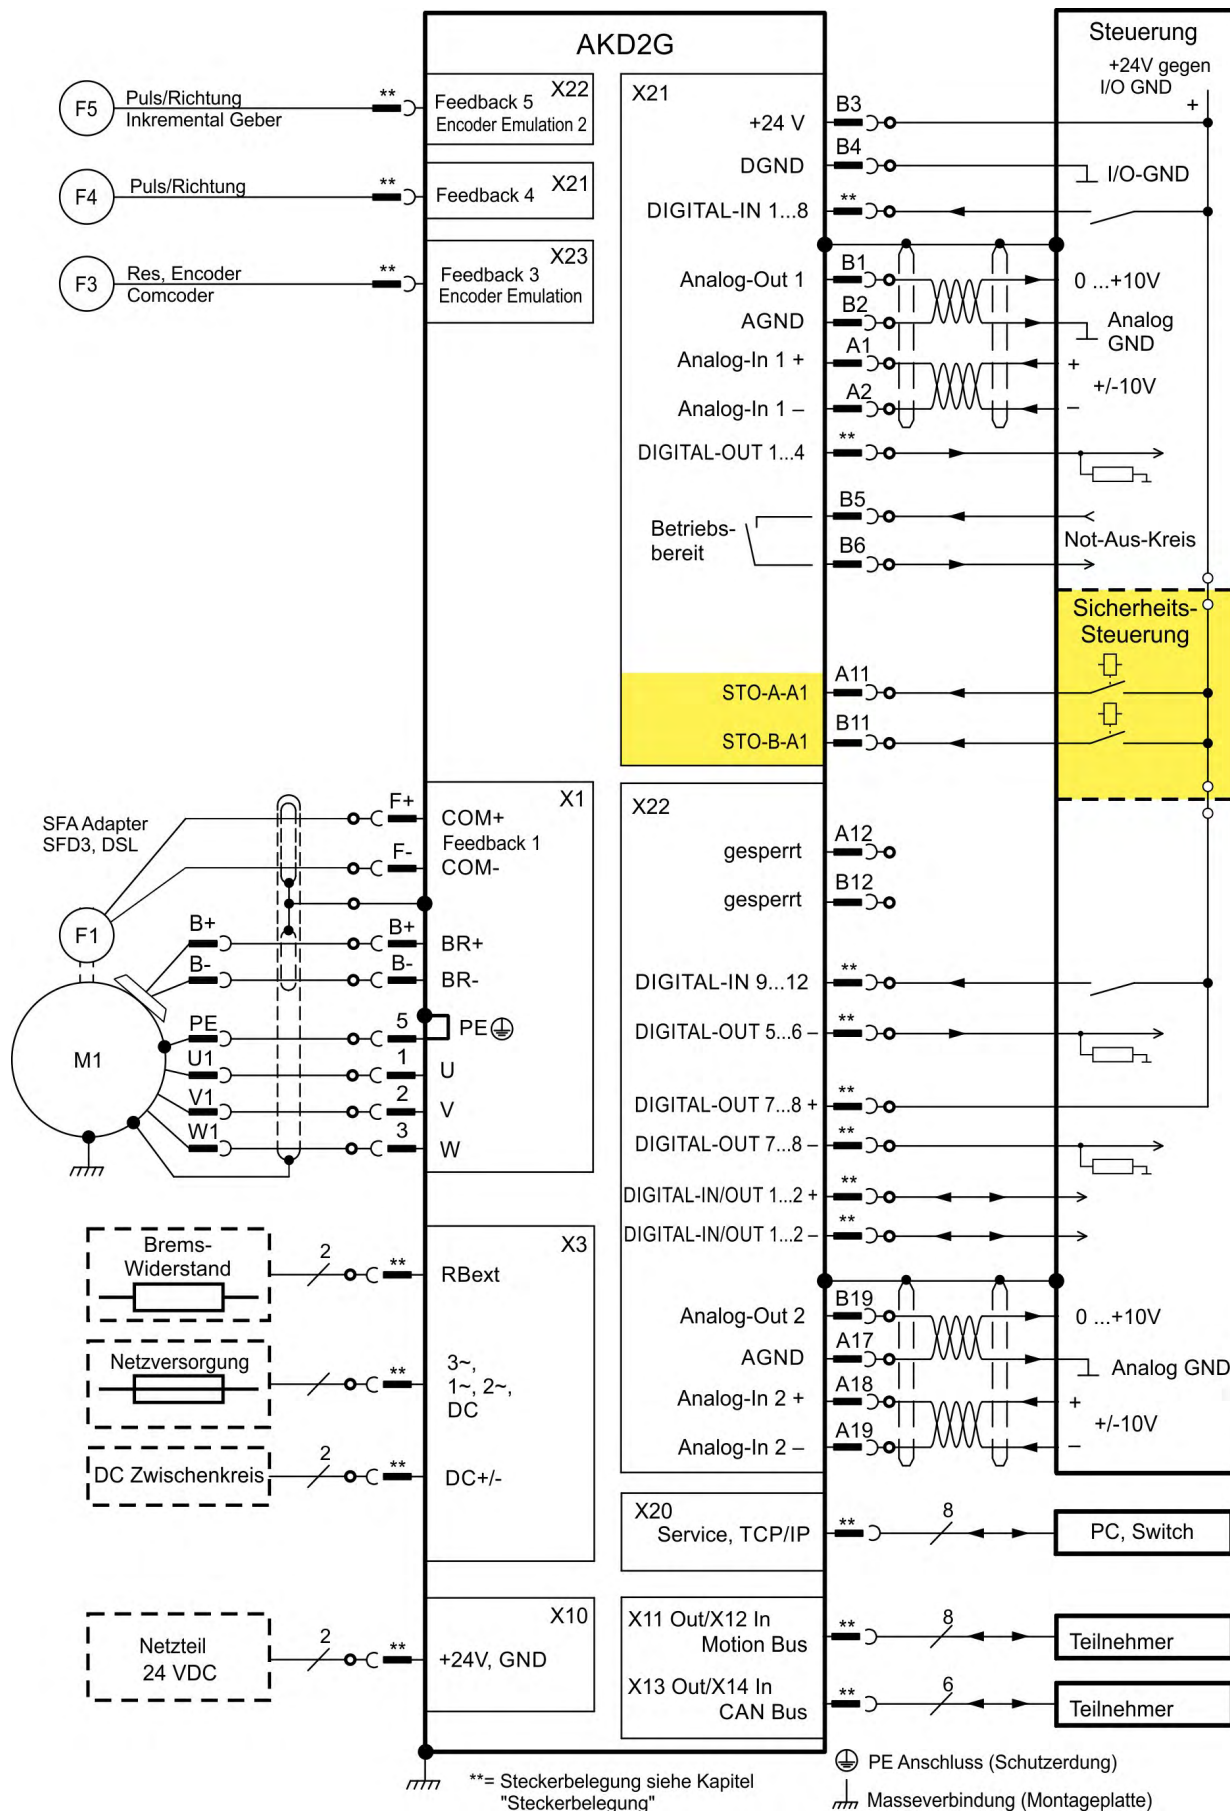 AKD2G
Steuerung
+24V gegen
I/O GND
+
F5
Puls/Richtung
Inkremental Geber
**
X22
Feedback 5
Encoder Emulation 2
F4
Puls/Richtung
**
X21
Feedback 4
F3
Res, Encoder
Comcoder
**
X23
Feedback 3
Encoder Emulation
X21
+24 V
B3
DGND
B4
I/O-GND
DIGITAL-IN 1...8
**
Analog-Out 1
B1
0 ...+10V
AGND
B2
Analog
GND
Analog-In 1 +
A1
+
+/-10V
Analog-In 1 –
A2
–
DIGITAL-OUT 1...4
**
Betriebs-
bereit
B5
B6
Not-Aus-Kreis
Sicherheits-
Steuerung
STO-A-A1
A11
STO-B-A1
B11
SFA Adapter
SFD3, DSL
F1
M1
X1
F+
COM+
Feedback 1
F-
COM-
B+
B+
BR+
B-
B-
BR-
PE
5
PE
U1
1
U
V1
2
V
W1
3
W
X22
gesperrt
A12
gesperrt
B12
DIGITAL-IN 9...12
**
DIGITAL-OUT 5...6 –
**
DIGITAL-OUT 7...8 +
**
DIGITAL-OUT 7...8 –
**
DIGITAL-IN/OUT 1...2 +
**
DIGITAL-IN/OUT 1...2 –
**
Analog-Out 2
B19
0 ...+10V
AGND
A17
Analog GND
Analog-In 2 +
A18
+
+/-10V
Analog-In 2 –
A19
–
Brems-
Widerstand
2
**
X3
RBext
Netzversorgung
**
3~,
1~, 2~,
DC
DC Zwischenkreis
2
**
DC+/-
X20
Service, TCP/IP
**
8
PC, Switch
Netzteil
24 VDC
2
**
X10
+24V, GND
X11 Out/X12 In
Motion Bus
**
8
Teilnehmer
X13 Out/X14 In
CAN Bus
**
6
Teilnehmer
**= Steckerbelegung siehe Kapitel
"Steckerbelegung"
PE Anschluss (Schutzerdung)
Masseverbindung (Montageplatte)